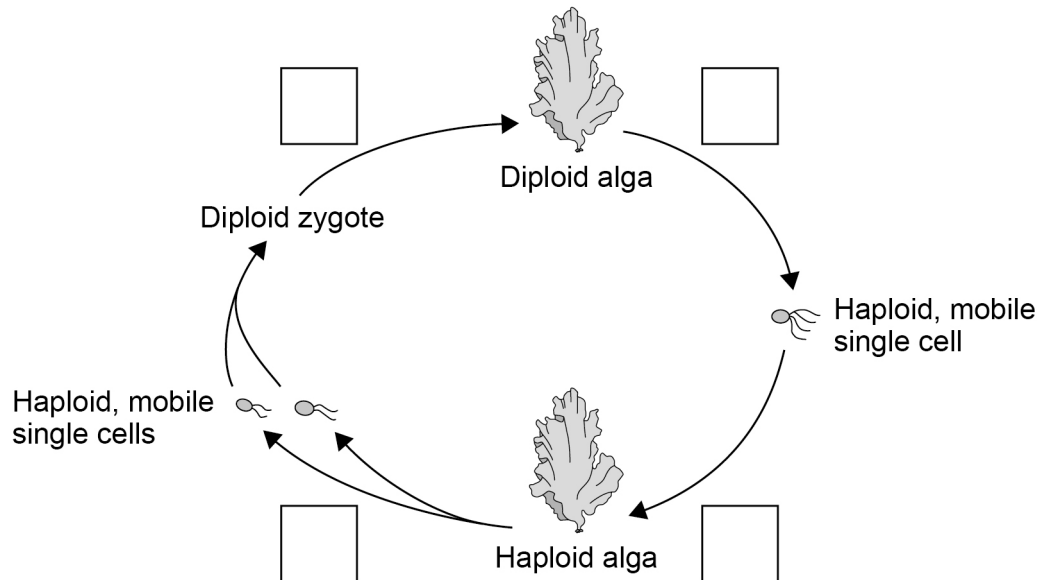 Diploid alga
Diploid zygote
Haploid, mobile
single cell
Haploid, mobile
single cells
Haploid alga